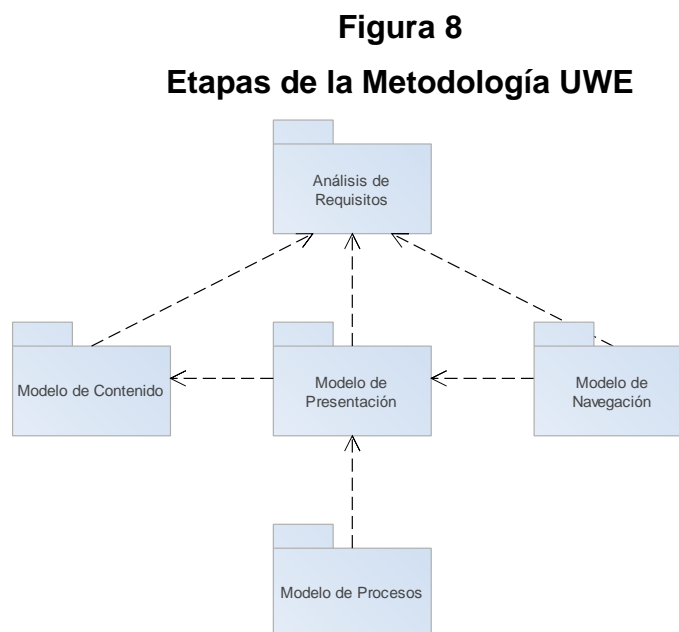 Figura 8
Etapas de la Metodología UWE
Análisis de
Requisitos
Modelo de Contenido
Modelo de
Presentación
Modelo de
Navegación
Modelo de Procesos